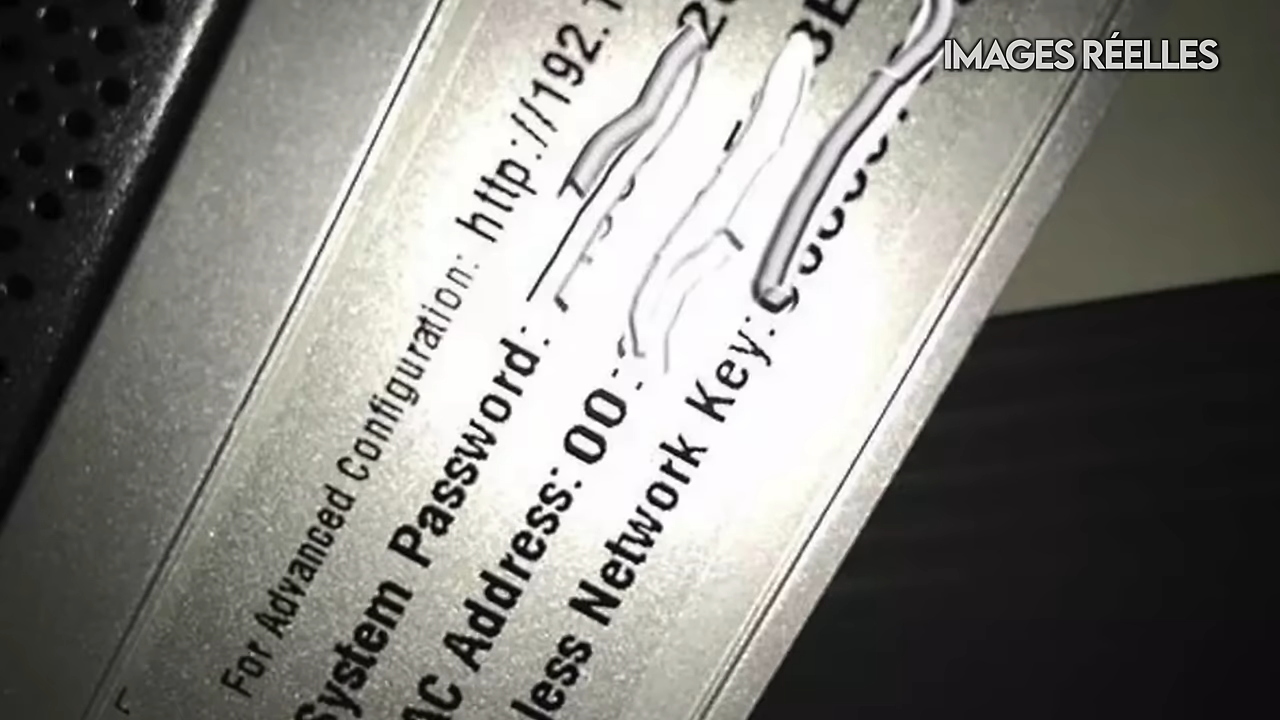 IMAGES RÉELLES
For Advanced Configuration: http://192.1
System Password:
AC Address: 00:
less Network Key: